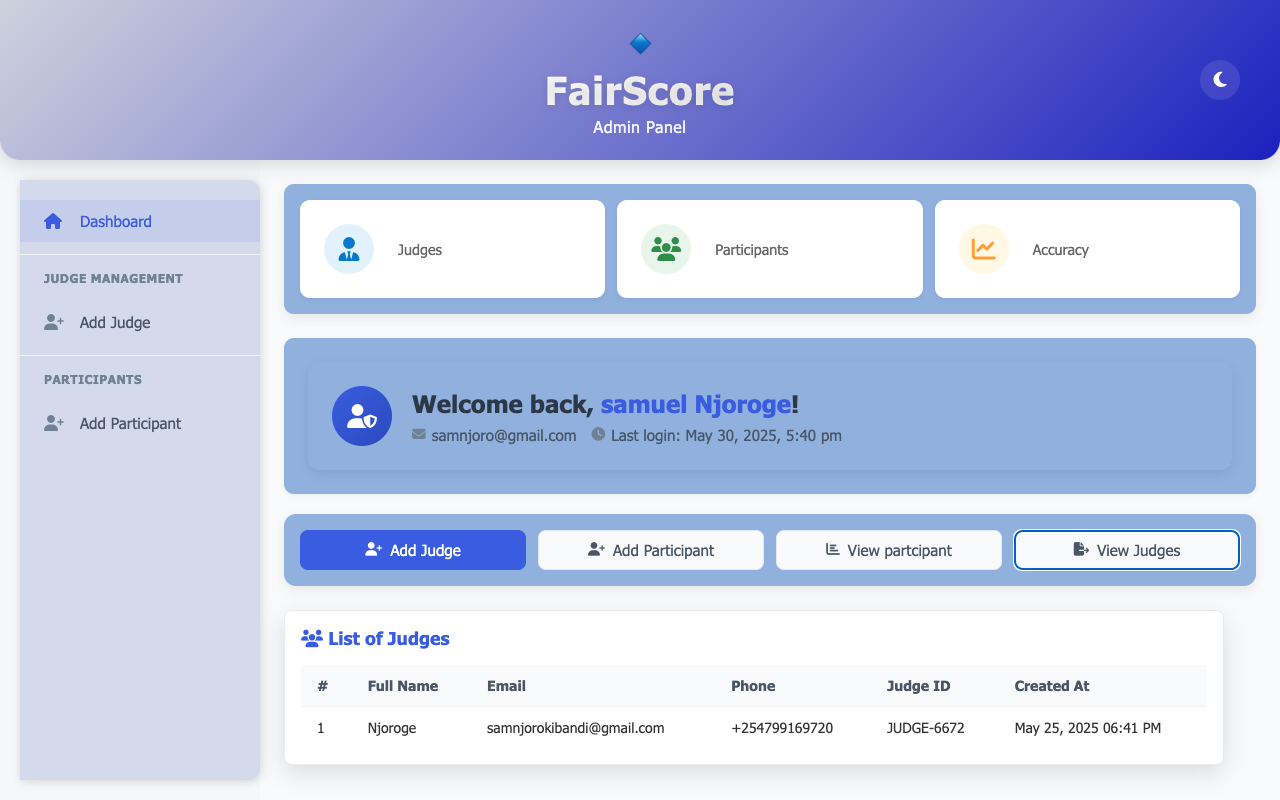 FairScore
Admin Panel
Dashboard
JUDGE MANAGEMENT
Add Judge
PARTICIPANTS
Add Participant
Judges
Participants
Accuracy
Welcome back, samuel Njoroge!
samnjoro@gmail.com Last login: May 30, 2025, 5:40 pm
Add Judge
Add Participant
View partcipant
View Judges
List of Judges
# Full Name Email Phone Judge ID Created At
1 Njoroge samnjorokibandi@gmail.com +254799169720 JUDGE-6672 May 25, 2025 06:41 PM